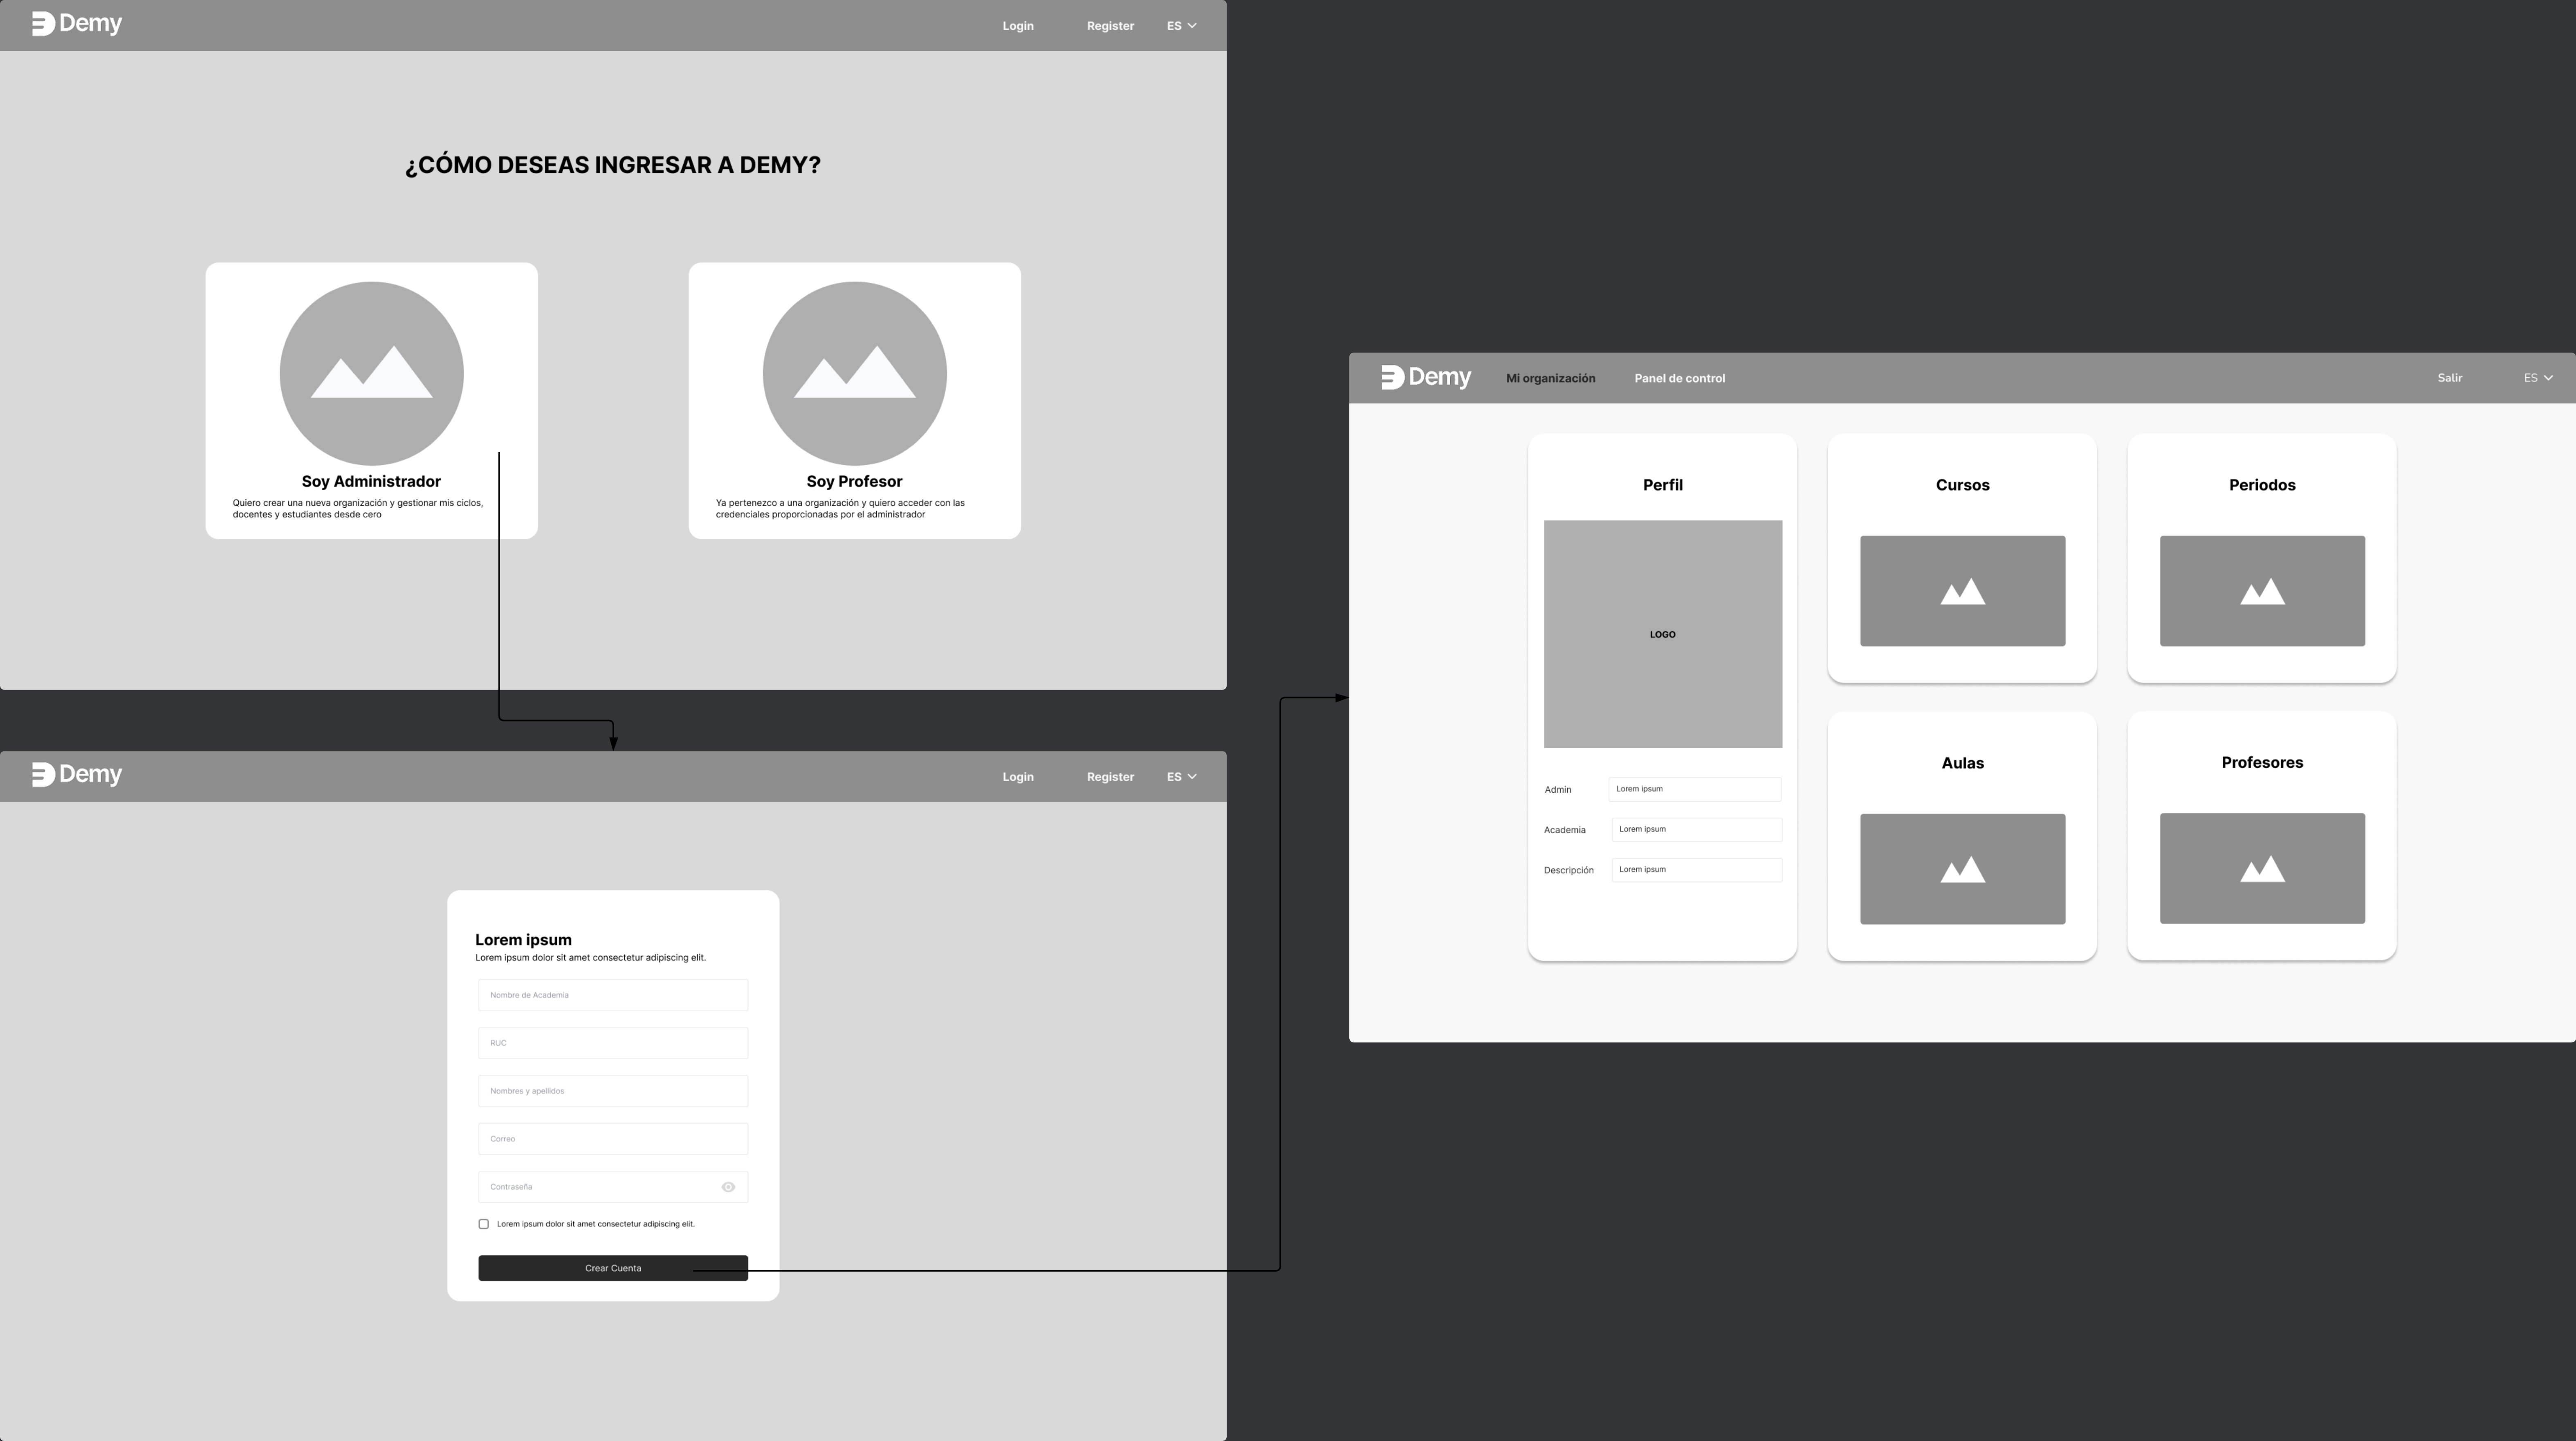 Demy
Login
Register
ES
¿CÓMO DESEAS INGRESAR A DEMY?
Soy Administrador
Quiero crear una nueva organización y gestionar mis ciclos,
docentes y estudiantes desde cero
Soy Profesor
Ya pertenezco a una organización y quiero acceder con las
credenciales proporcionadas por el administrador
Demy
Login
Register
ES
Lorem ipsum
Lorem ipsum dolor sit amet consectetur adipiscing elit.
Nombre de Academia
RUC
Nombres y apellidos
Correo
Contraseña
Lorem ipsum dolor sit amet consectetur adipiscing elit.
Crear Cuenta
Demy
Mi organización
Panel de control
Salir
ES
Perfil
LOGO
Admin
Lorem ipsum
Academia
Lorem ipsum
Descripción
Lorem ipsum
Cursos
Periodos
Aulas
Profesores